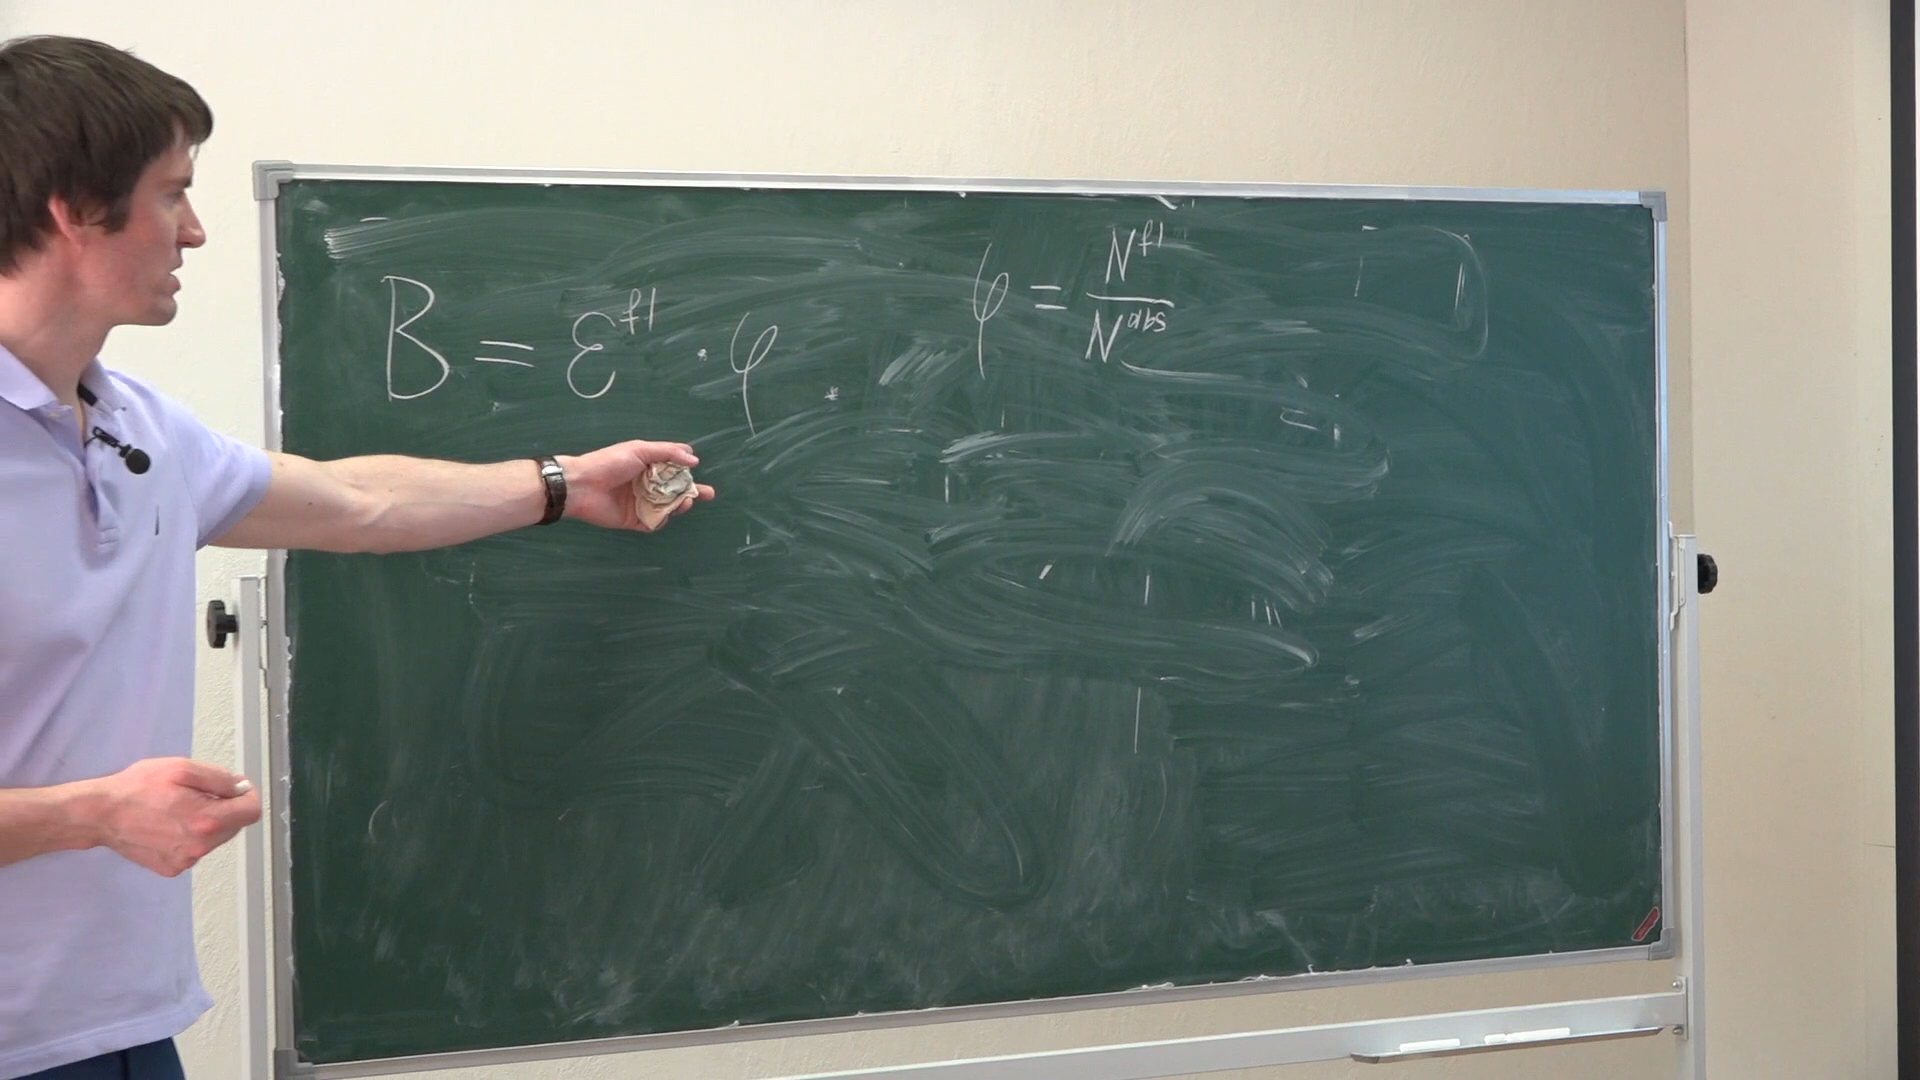 B = ε^fl · φ
φ = N^fl / N^abs